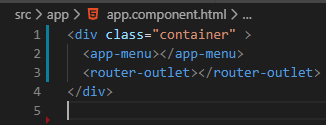 src > app > app.component.html > ...
1 <div class="container" >
2   <app-menu></app-menu>
3   <router-outlet></router-outlet>
4 </div>
5